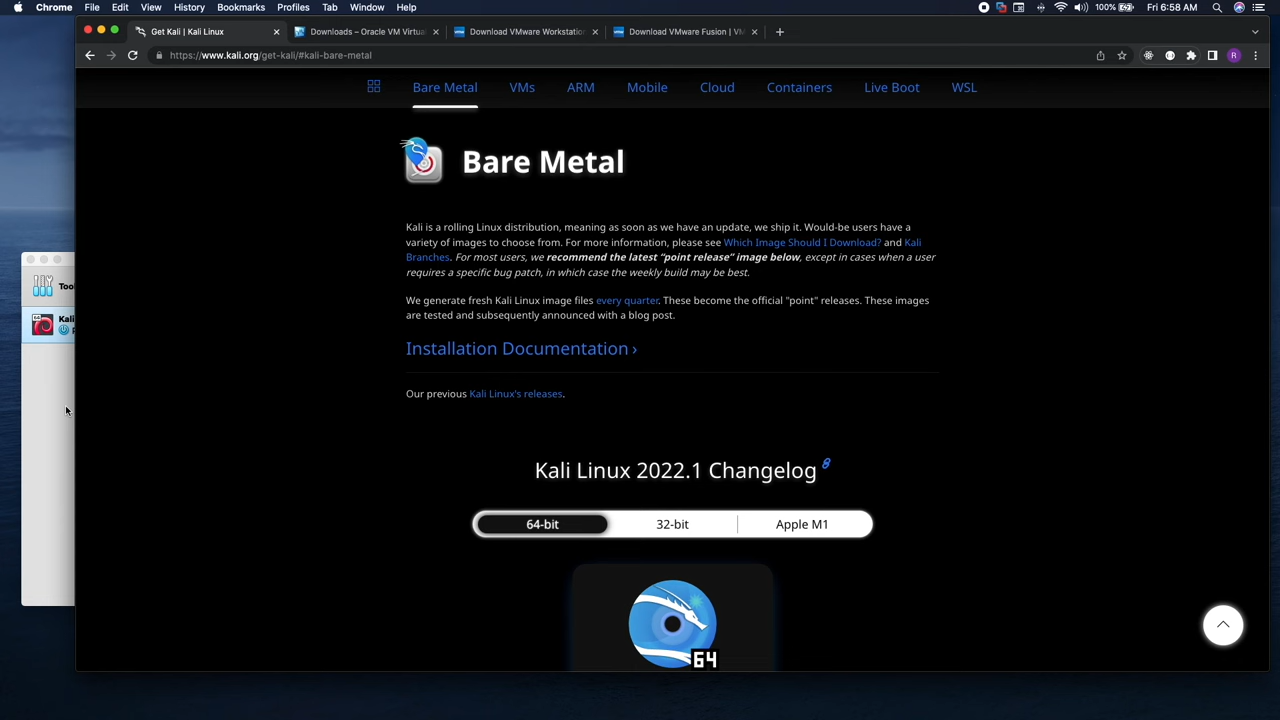 Chrome File Edit View History Bookmarks Profiles Tab Window Help 100% Fri 6:58 AM
Get Kali | Kali Linux Downloads – Oracle VM Virtua Download VMware Workstation Download VMware Fusion | VM
https://www.kali.org/get-kali/#kali-bare-metal R
Bare Metal VMs ARM Mobile Cloud Containers Live Boot WSL
Bare Metal
Kali is a rolling Linux distribution, meaning as soon as we have an update, we ship it. Would-be users have a
variety of images to choose from. For more information, please see Which Image Should I Download? and Kali
Branches. For most users, we recommend the latest “point release” image below, except in cases when a user
requires a specific bug patch, in which case the weekly build may be best.
We generate fresh Kali Linux image files every quarter. These become the official "point" releases. These images
are tested and subsequently announced with a blog post.
Installation Documentation ›
Our previous Kali Linux's releases.
Kali Linux 2022.1 Changelog
64-bit 32-bit Apple M1
64
Too
64 Kali